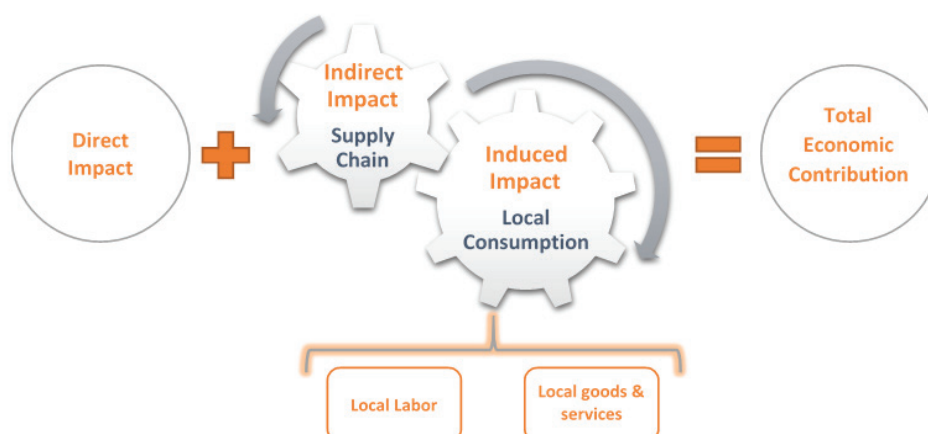 Direct
Impact
Indirect
Impact
Supply
Chain
Induced
Impact
Local
Consumption
Total
Economic
Contribution
Local Labor
Local goods &
services